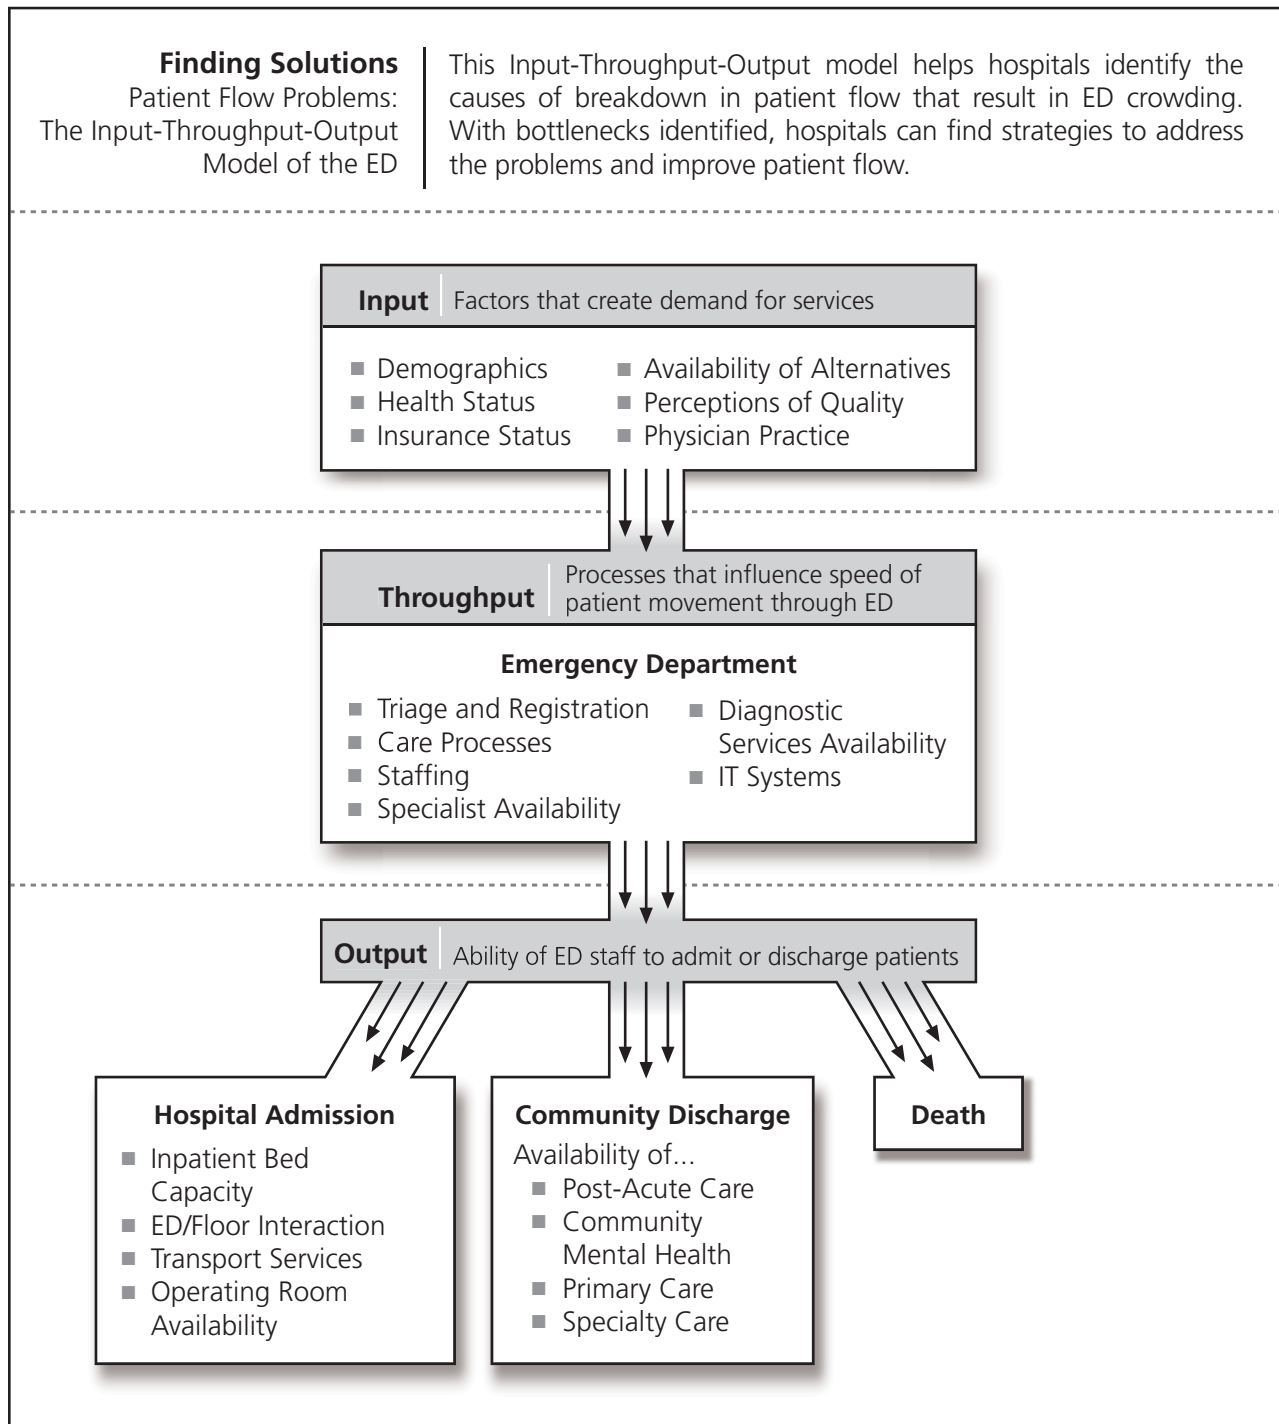 Finding Solutions
Patient Flow Problems:
The Input-Throughput-Output
Model of the ED
This Input-Throughput-Output model helps hospitals identify the
causes of breakdown in patient flow that result in ED crowding.
With bottlenecks identified, hospitals can find strategies to address
the problems and improve patient flow.
Input
Factors that create demand for services
Demographics
Health Status
Insurance Status
Availability of Alternatives
Perceptions of Quality
Physician Practice
Throughput
Processes that influence speed of
patient movement through ED
Emergency Department
Triage and Registration
Care Processes
Staffing
Specialist Availability
Diagnostic
Services Availability
IT Systems
Output
Ability of ED staff to admit or discharge patients
Hospital Admission
Inpatient Bed
Capacity
ED/Floor Interaction
Transport Services
Operating Room
Availability
Community Discharge
Availability of...
Post-Acute Care
Community
Mental Health
Primary Care
Specialty Care
Death